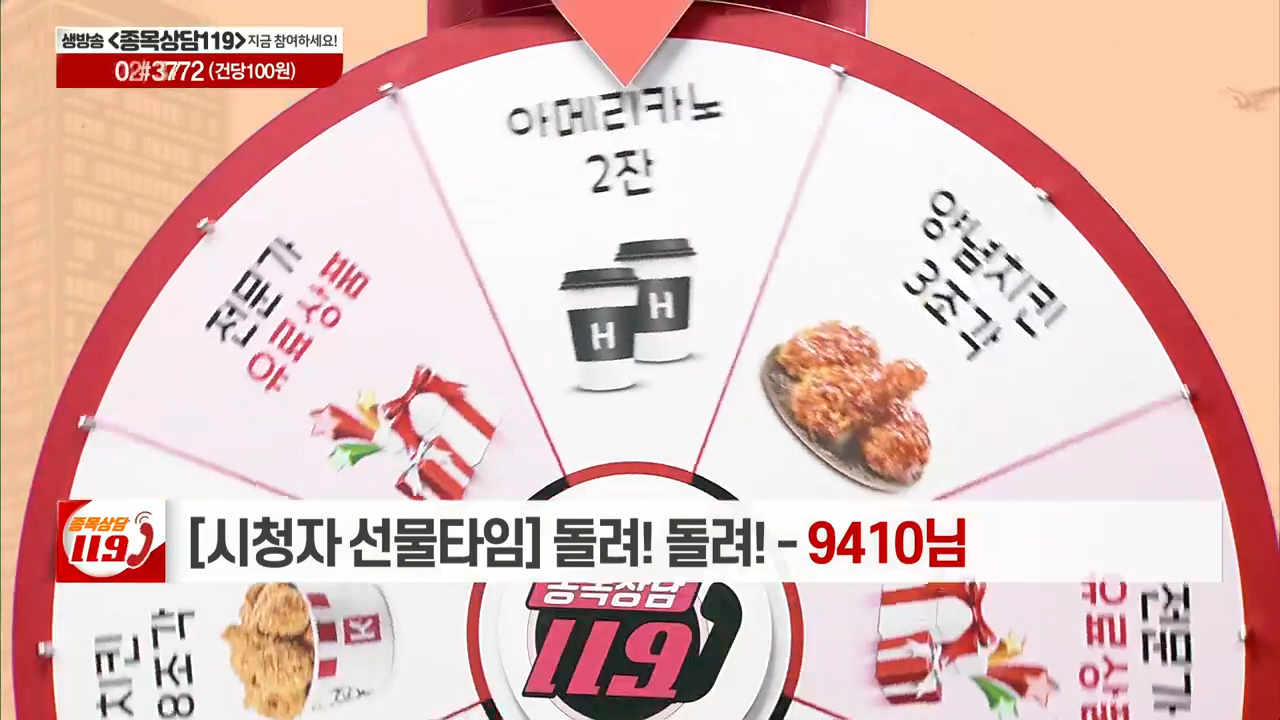 생방송 <종목상담119> 지금 참여하세요!
#3772 (건당100원)
아메리카노
2잔
양념치킨
3조각
전문가
유료상품
[시청자 선물타임] 돌려! 돌려! - 9410님
종목상담
119
종목상담
119
치킨
8조각
전문가
유료상품
H
H